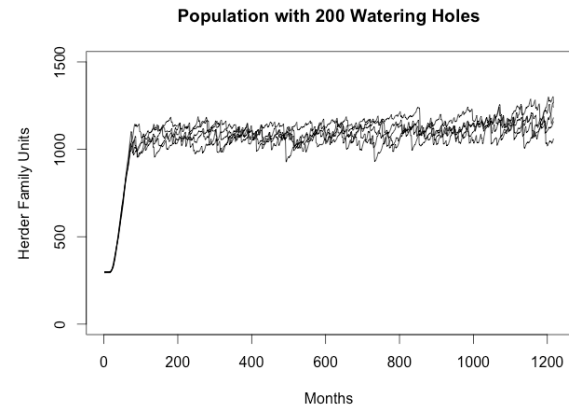 Population with 200 Watering Holes
1500
1000
500
0
Herder Family Units
0 200 400 600 800 1000 1200
Months